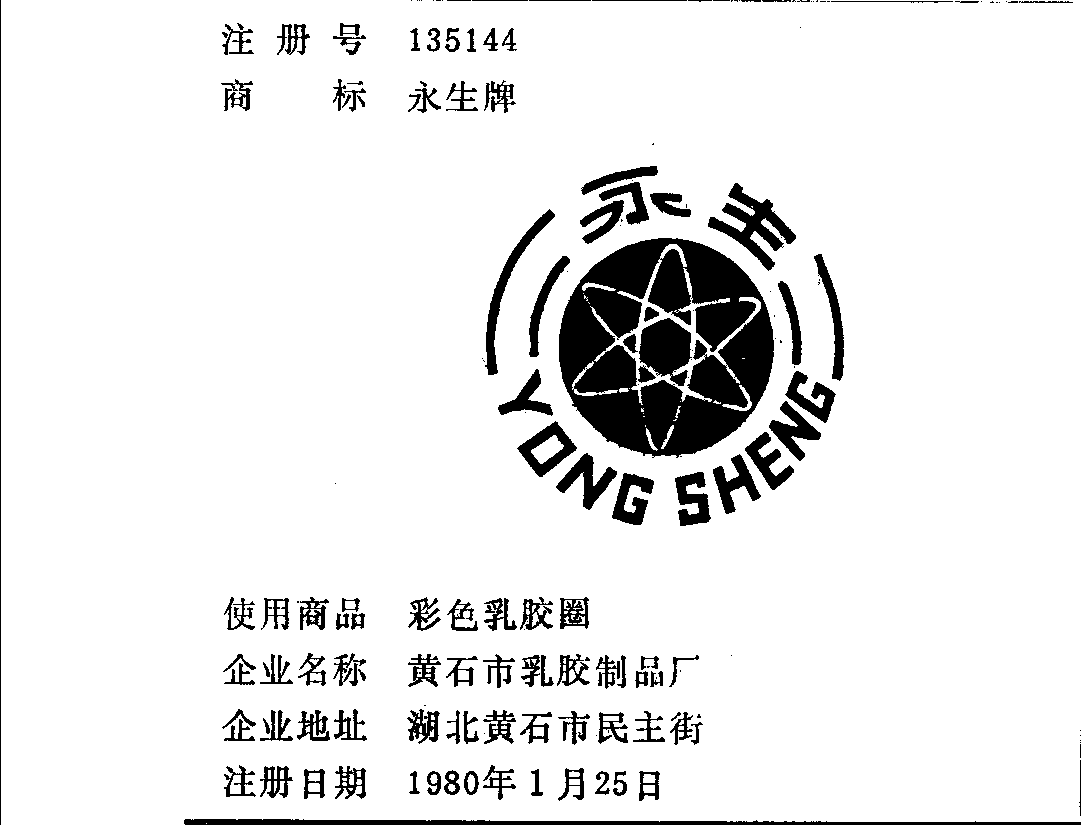 注册号 135144
商标 永生牌
永生
YONG SHENG
使用商品 彩色乳胶圈
企业名称 黄石市乳胶制品厂
企业地址 湖北黄石市民主街
注册日期 1980年1月25日